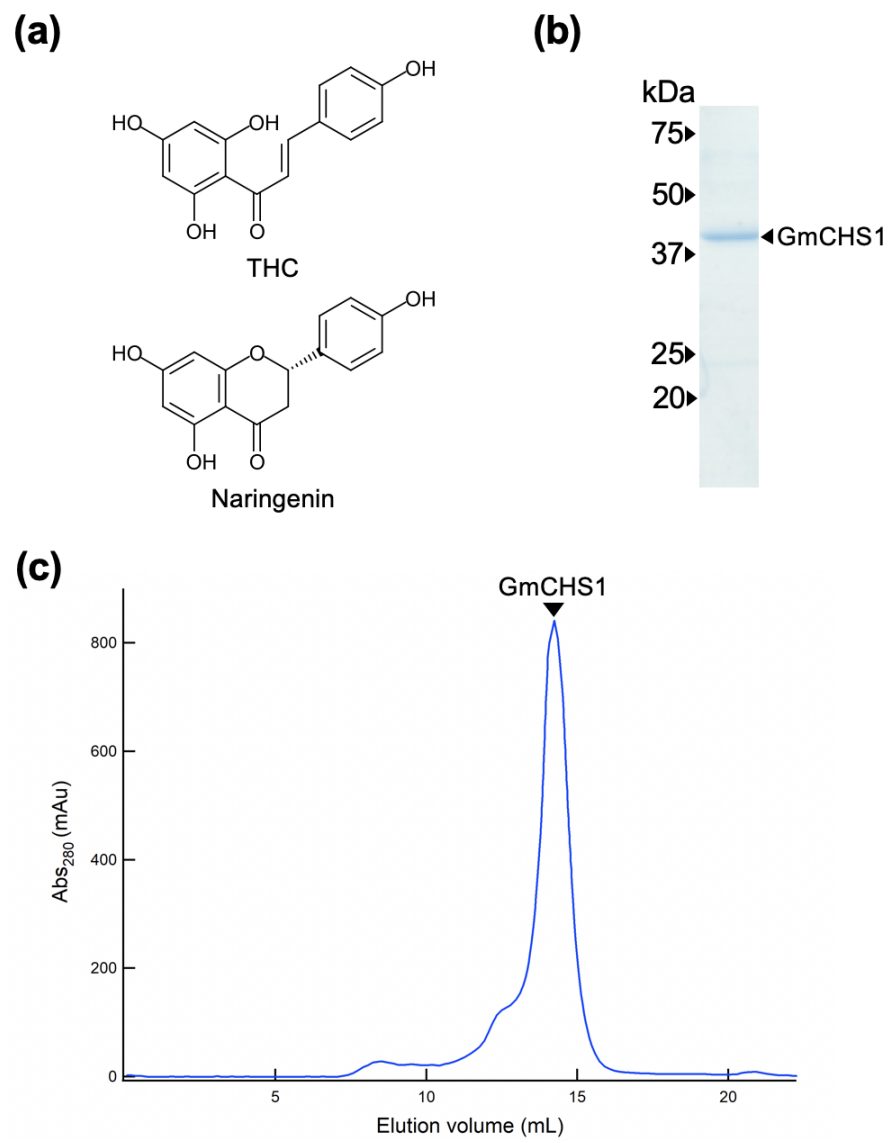 (a)
OH
HO
OH
OH
O
THC
OH
HO
O
OH
O
Naringenin
(b)
kDa
75
50
GmCHS1
37
25
20
(c)
GmCHS1
800
600
400
200
0
Abs280 (mAu)
5
10
15
20
Elution volume (mL)